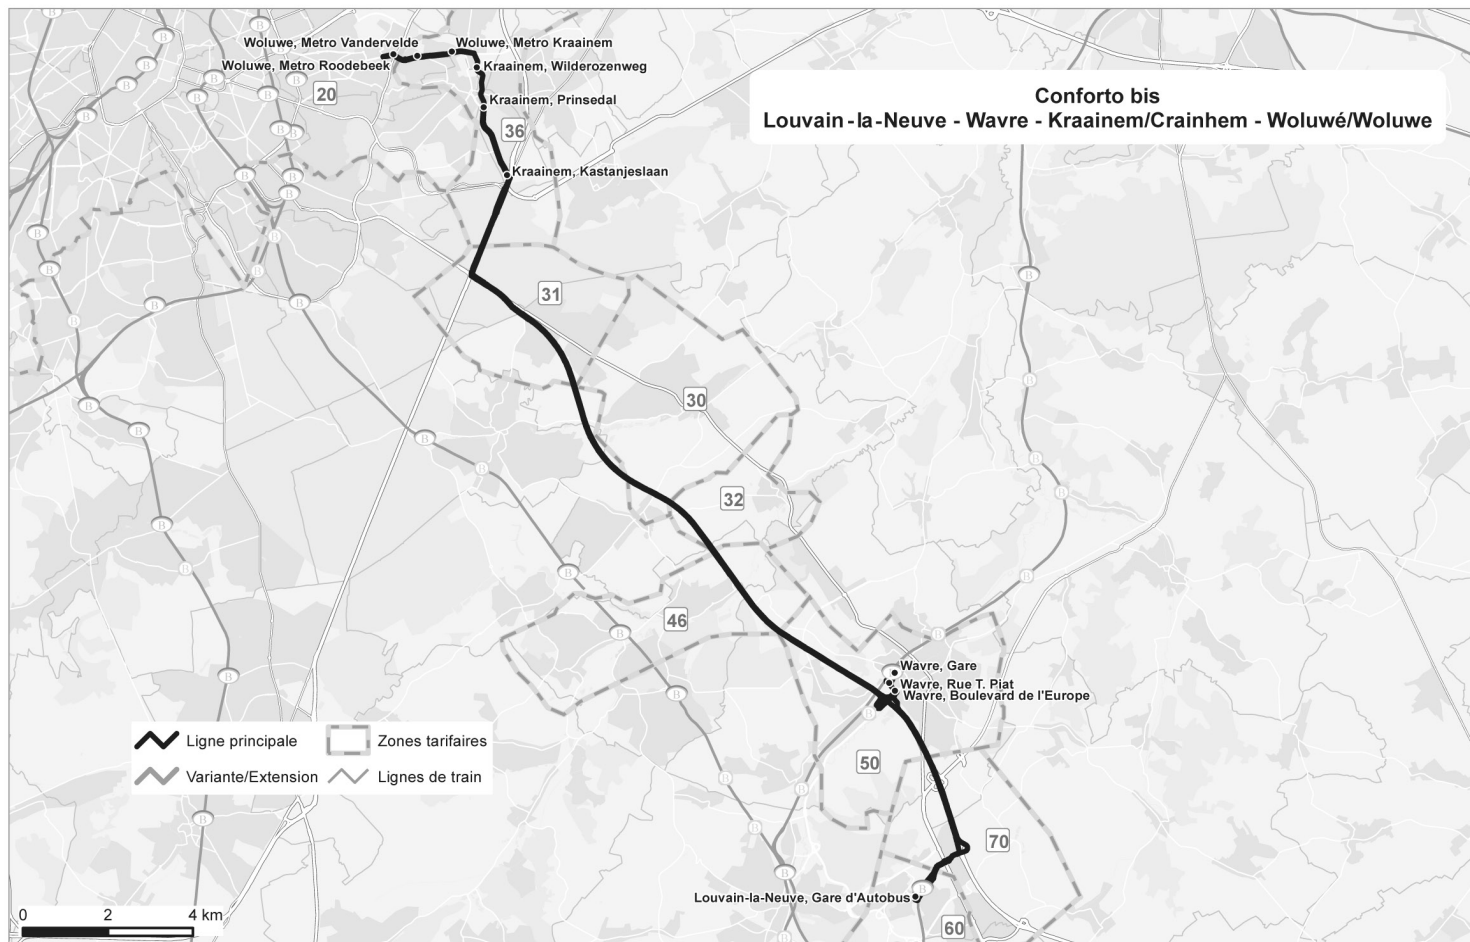 Conforto bis
Louvain-la-Neuve - Wavre - Kraainem/Crainhem - Woluwé/Woluwe
Woluwe, Metro Vandervelde
Woluwe, Metro Kraainem
Woluwe, Metro Roodebeek
Kraainem, Wilderozenweg
20
Kraainem, Prinsedal
36
Kraainem, Kastanjeslaan
31
30
32
46
Wavre, Gare
Wavre, Rue T. Piat
Wavre, Boulevard de l'Europe
50
70
Louvain-la-Neuve, Gare d'Autobus
60
Ligne principale
Zones tarifaires
Variante/Extension
Lignes de train
0 2 4 km